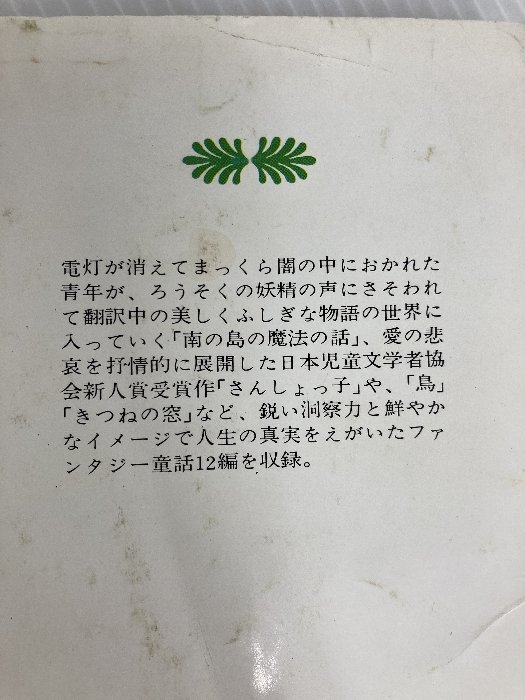 電灯が消えてまっくら闇の中におかれた
青年が、ろうそくの妖精の声にさそわれ
て翻訳中の美しくふしぎな物語の世界に
入っていく「南の島の魔法の話」、愛の悲
哀を抒情的に展開した日本児童文学者協
会新人賞受賞作「さんしょっ子」や、「鳥」
「きつねの窓」など、鋭い洞察力と鮮やか
なイメージで人生の真実をえがいたファ
ンタジー童話12編を収録。